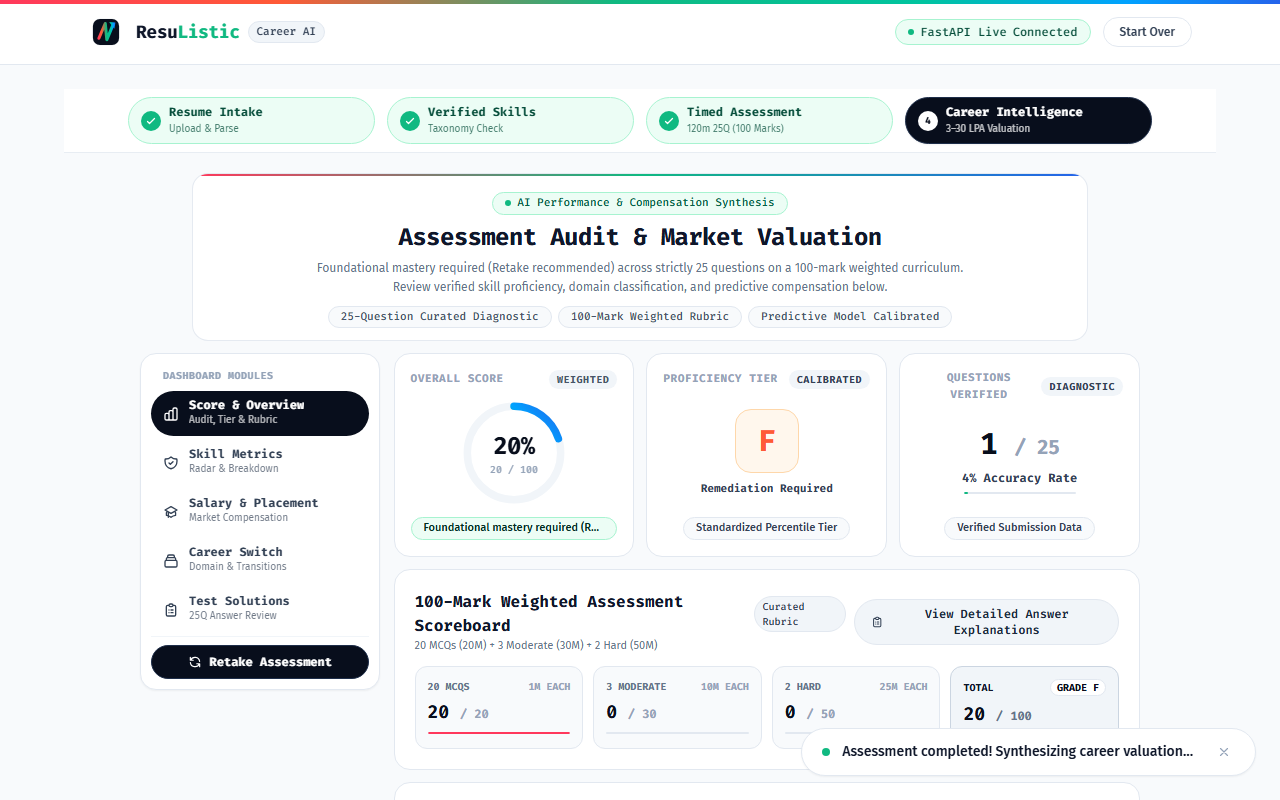 ResuListic
Career AI
FastAPI Live Connected
Start Over
Resume Intake
Upload & Parse
Verified Skills
Taxonomy Check
Timed Assessment
120m 25Q (100 Marks)
4
Career Intelligence
3–30 LPA Valuation
AI Performance & Compensation Synthesis
Assessment Audit & Market Valuation
Foundational mastery required (Retake recommended) across strictly 25 questions on a 100-mark weighted curriculum.
Review verified skill proficiency, domain classification, and predictive compensation below.
25-Question Curated Diagnostic
100-Mark Weighted Rubric
Predictive Model Calibrated
DASHBOARD MODULES
Score & Overview
Audit, Tier & Rubric
Skill Metrics
Radar & Breakdown
Salary & Placement
Market Compensation
Career Switch
Domain & Transitions
Test Solutions
25Q Answer Review
Retake Assessment
OVERALL SCORE
WEIGHTED
20%
20 / 100
Foundational mastery required (R...
PROFICIENCY TIER
CALIBRATED
F
Remediation Required
Standardized Percentile Tier
QUESTIONS
VERIFIED
DIAGNOSTIC
1 / 25
4% Accuracy Rate
Verified Submission Data
100-Mark Weighted Assessment
Scoreboard
20 MCQs (20M) + 3 Moderate (30M) + 2 Hard (50M)
Curated
Rubric
View Detailed Answer
Explanations
20 MCQS
1M EACH
20 / 20
3 MODERATE
10M EACH
0 / 30
2 HARD
25M EACH
0 / 50
TOTAL
GRADE F
20 / 100
Assessment completed! Synthesizing career valuation...